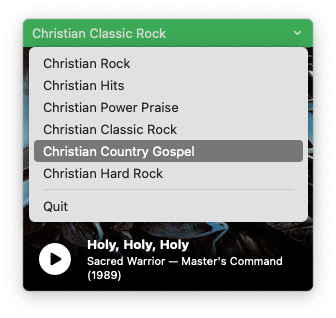 Christian Classic Rock
Christian Rock
Christian Hits
Christian Power Praise
Christian Classic Rock
Christian Country Gospel
Christian Hard Rock
Quit
Holy, Holy, Holy
Sacred Warrior — Master's Command
(1989)